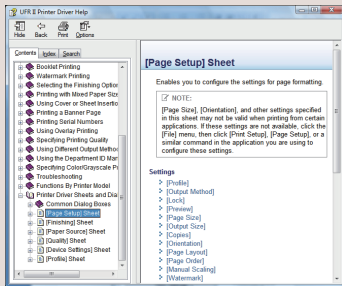 UFR II Printer Driver Help
Hide Back Print Options
Contents Index Search
Booklet Printing
Watermark Printing
Selecting the Finishing Option
Printing with Mixed Paper Size
Using Cover or Sheet Insertio
Printing a Banner Page
Printing Serial Numbers
Using Overlay Printing
Specifying Printing Quality
Using Different Output Method
Using the Department ID Man
Specifying Color/Grayscale Pr
Troubleshooting
Functions By Printer Model
Printer Driver Sheets and Dia
Common Dialog Boxes
[Page Setup] Sheet
[Finishing] Sheet
[Paper Source] Sheet
[Quality] Sheet
[Device Settings] Sheet
[Profile] Sheet
[Page Setup] Sheet
Enables you to configure the settings for page formatting.
NOTE:
[Page Size], [Orientation], and other settings specified
in this sheet may not be valid when printing from certain
applications. If these settings are not available, click the
[File] menu, then click [Print Setup], [Page Setup], or a
similar command in the application you are using to
configure these settings.
Settings
[Profile]
[Output Method]
[Lock]
[Preview]
[Page Size]
[Output Size]
[Copies]
[Orientation]
[Page Layout]
[Page Order]
[Manual Scaling]
[Watermark]